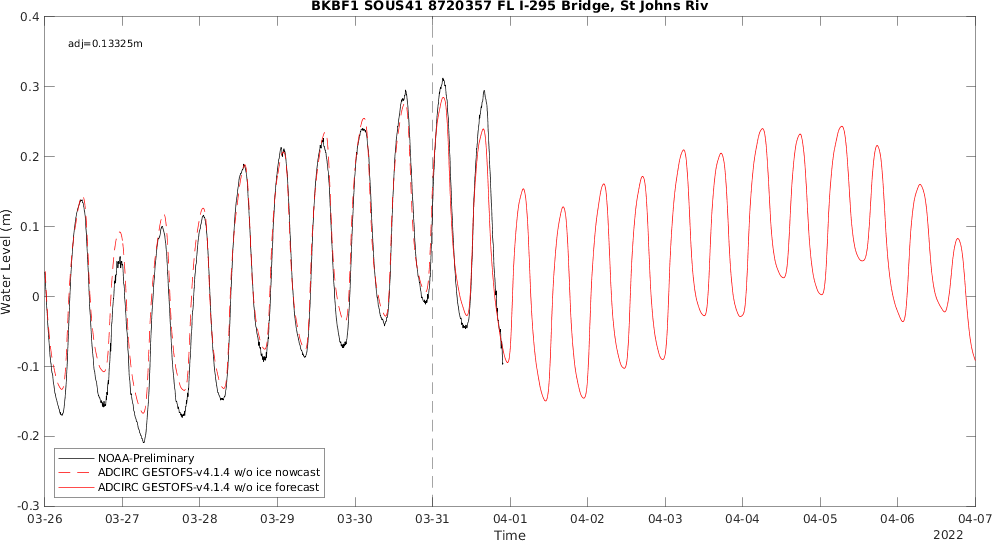 BKBF1 SOUS41 8720357 FL I-295 Bridge, St Johns Riv
0.4
adj=0.13325m
0.3
0.2
0.1
0
-0.1
-0.2
-0.3
Water Level (m)
NOAA-Preliminary
ADCIRC GESTOFS-v4.1.4 w/o ice nowcast
ADCIRC GESTOFS-v4.1.4 w/o ice forecast
03-26 03-27 03-28 03-29 03-30 03-31 04-01 04-02 04-03 04-04 04-05 04-06 04-07
Time
2022